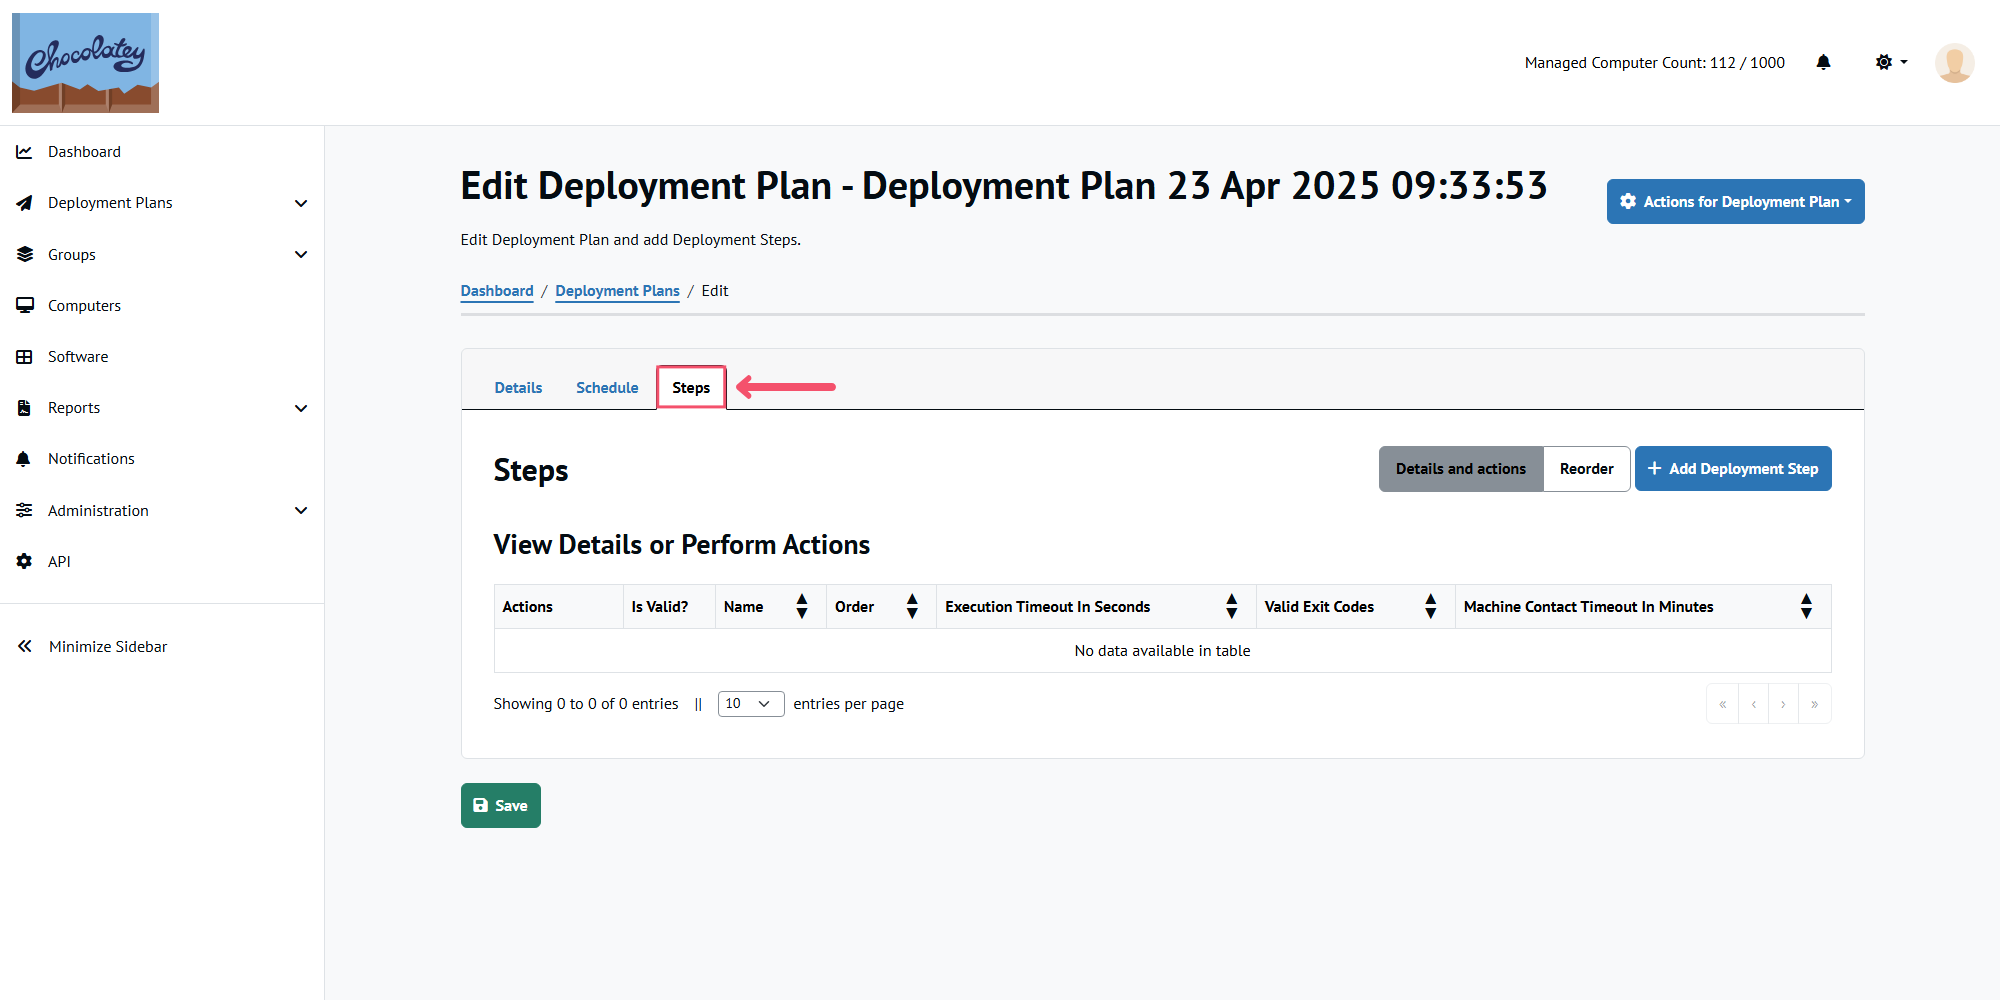 Chocolatey
Managed Computer Count: 112 / 1000
Dashboard
Deployment Plans
Groups
Computers
Software
Reports
Notifications
Administration
API
Minimize Sidebar
Edit Deployment Plan - Deployment Plan 23 Apr 2025 09:33:53
Actions for Deployment Plan
Edit Deployment Plan and add Deployment Steps.
Dashboard / Deployment Plans / Edit
Details Schedule Steps
Steps
Details and actions Reorder + Add Deployment Step
View Details or Perform Actions
Actions Is Valid? Name Order Execution Timeout In Seconds Valid Exit Codes Machine Contact Timeout In Minutes
No data available in table
Showing 0 to 0 of 0 entries || 10 entries per page « ‹ › »
Save